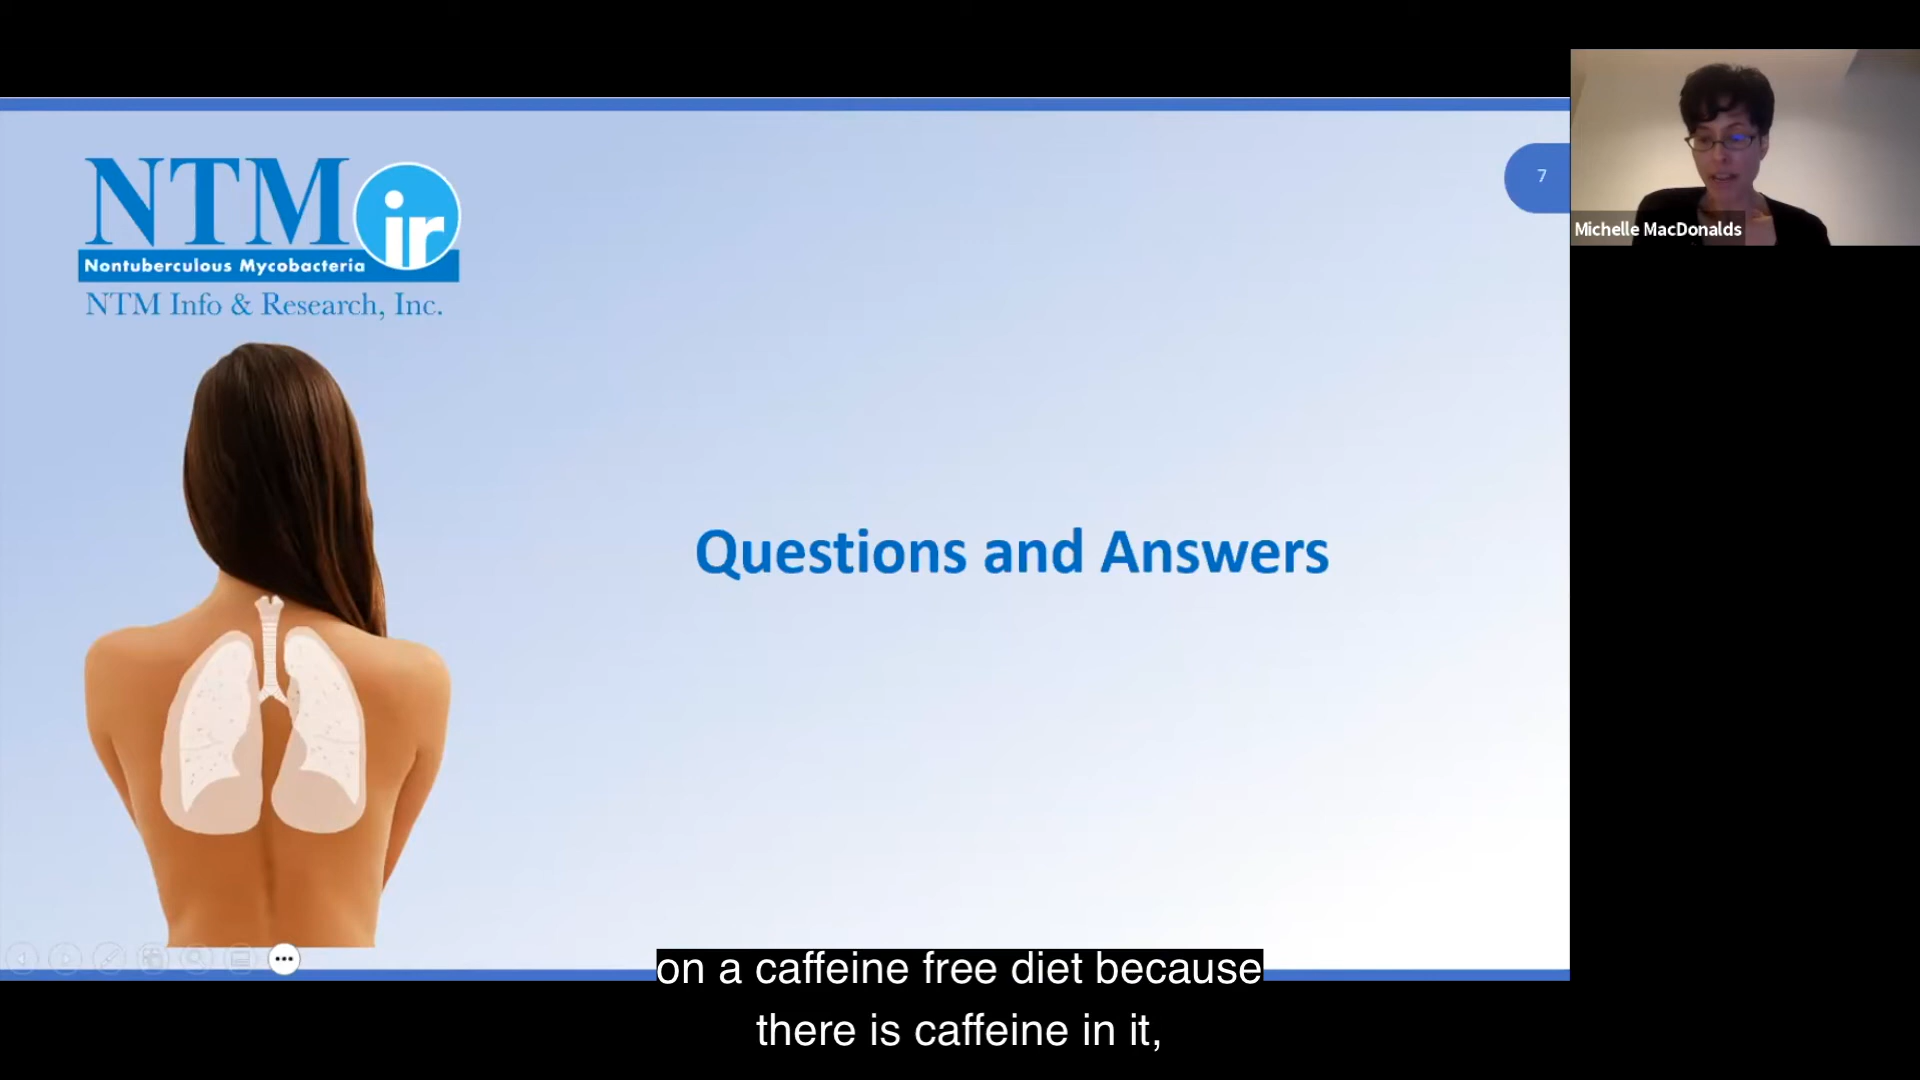 NTM
ir
Nontuberculous Mycobacteria
NTM Info & Research, Inc.
7
Michelle MacDonalds
Questions and Answers
on a caffeine free diet because
there is caffeine in it,